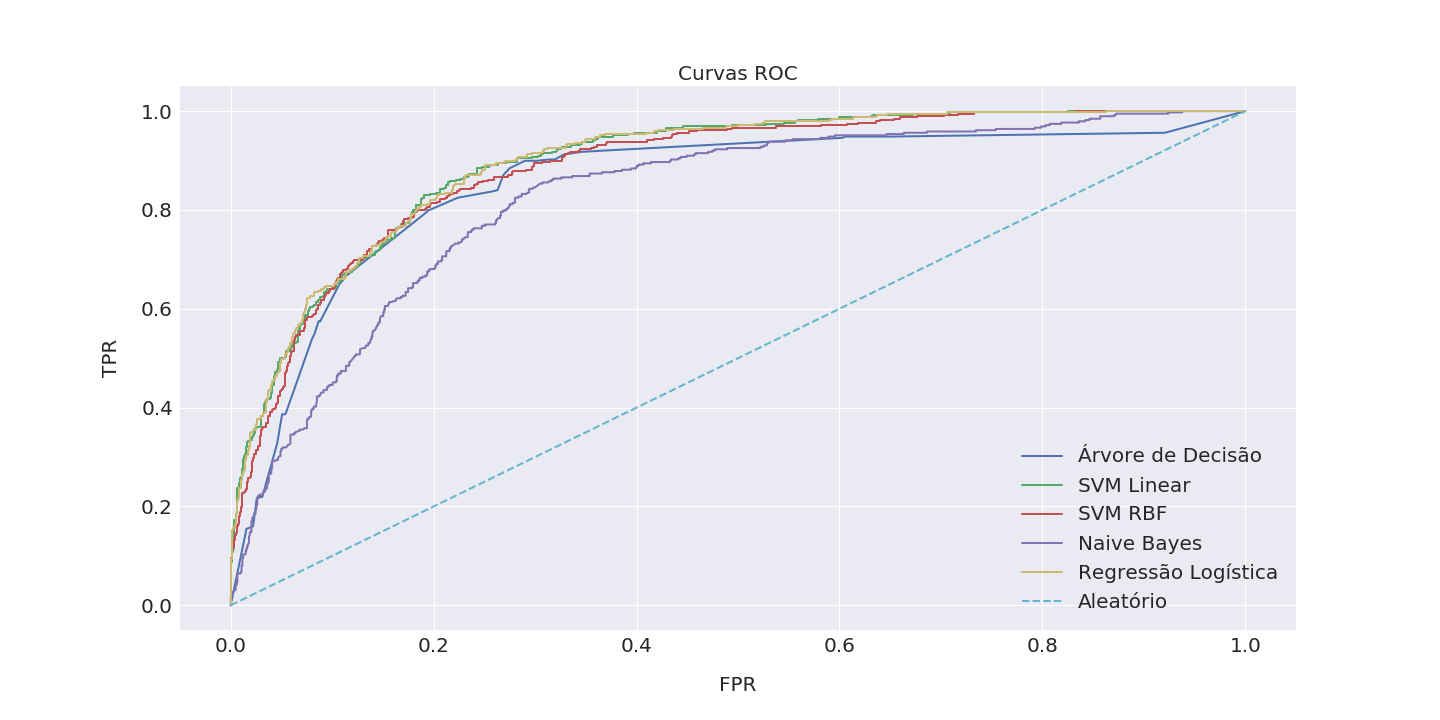 Curvas ROC
1.0
0.8
0.6
0.4
0.2
0.0
TPR
0.0 0.2 0.4 0.6 0.8 1.0
FPR
Árvore de Decisão
SVM Linear
SVM RBF
Naive Bayes
Regressão Logística
Aleatório